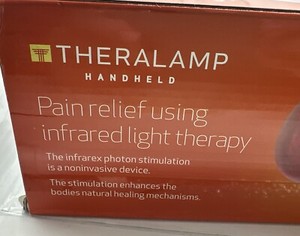 THERALAMP
HANDHELD
Pain relief using
infrared light therapy
The infrarex photon stimulation
is a noninvasive device.
The stimulation enhances the
bodies natural healing mechanisms.